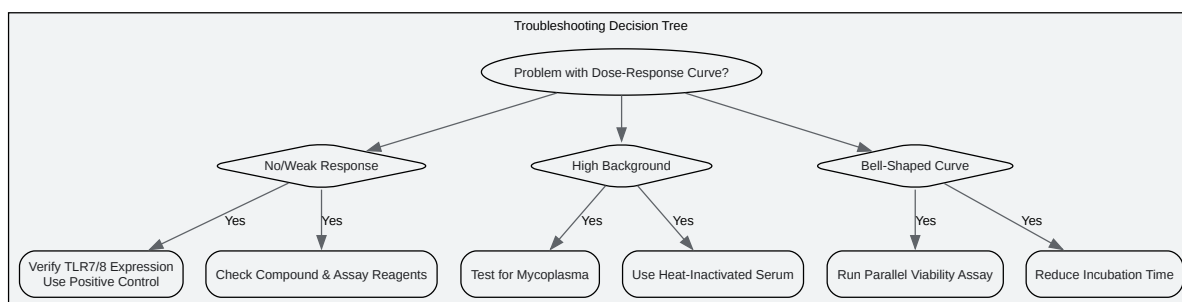 Troubleshooting Decision Tree
Problem with Dose-Response Curve?
No/Weak Response
High Background
Bell-Shaped Curve
Yes
Yes
Yes
Yes
Yes
Yes
Verify TLR7/8 Expression
Use Positive Control
Check Compound & Assay Reagents
Test for Mycoplasma
Use Heat-Inactivated Serum
Run Parallel Viability Assay
Reduce Incubation Time